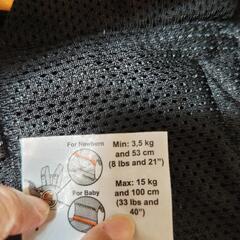 For Newborn
Min: 3,5 kg
and 53 cm
(8 lbs and 21")
For Baby
Max: 15 kg
and 100 cm
(33 lbs and
40")